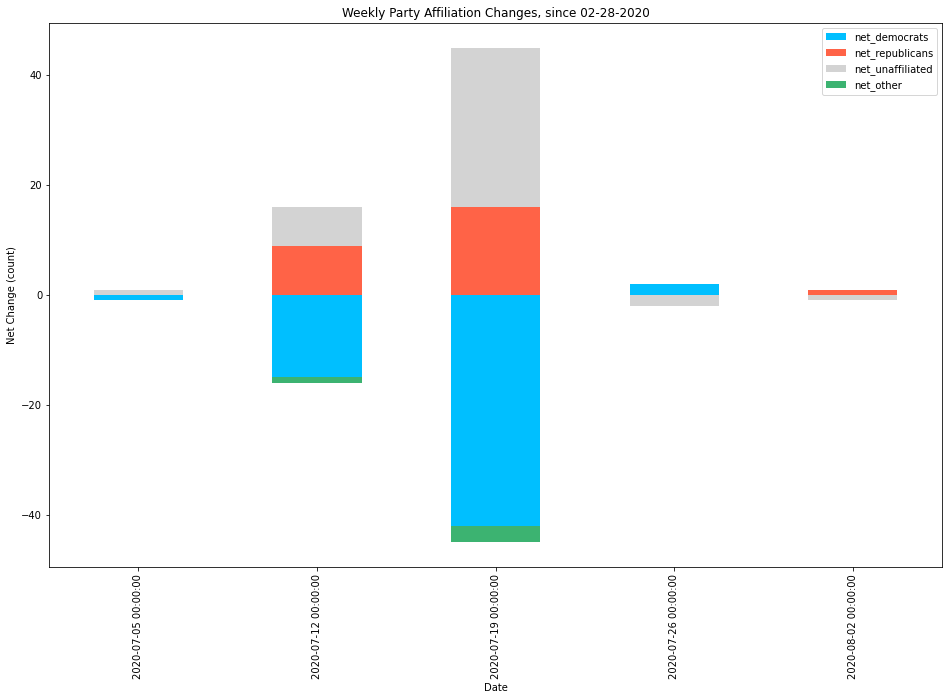 Weekly Party Affiliation Changes, since 02-28-2020
net_democrats
net_republicans
net_unaffiliated
net_other
Net Change (count)
40
20
0
−20
−40
2020-07-05 00:00:00
2020-07-12 00:00:00
2020-07-19 00:00:00
2020-07-26 00:00:00
2020-08-02 00:00:00
Date